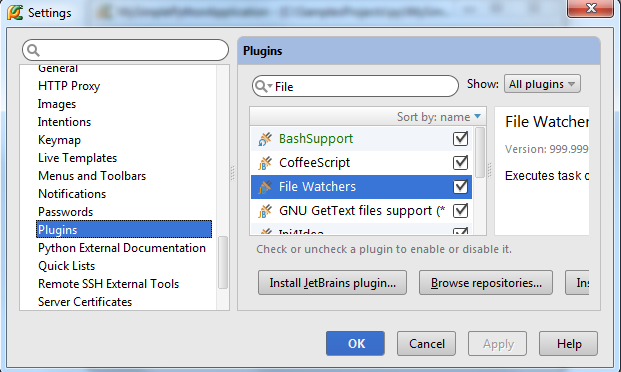 Settings
General
HTTP Proxy
Images
Intentions
Keymap
Live Templates
Menus and Toolbars
Notifications
Passwords
Plugins
Python External Documentation
Quick Lists
Remote SSH External Tools
Server Certificates
Plugins
File
Show: All plugins
Sort by: name
BashSupport
CoffeeScript
File Watchers
GNU GetText files support (*
Ini4Idea
File Watchers
Version: 999.999
Executes task c
Check or uncheck a plugin to enable or disable it.
Install JetBrains plugin...
Browse repositories...
Ins
OK
Cancel
Apply
Help